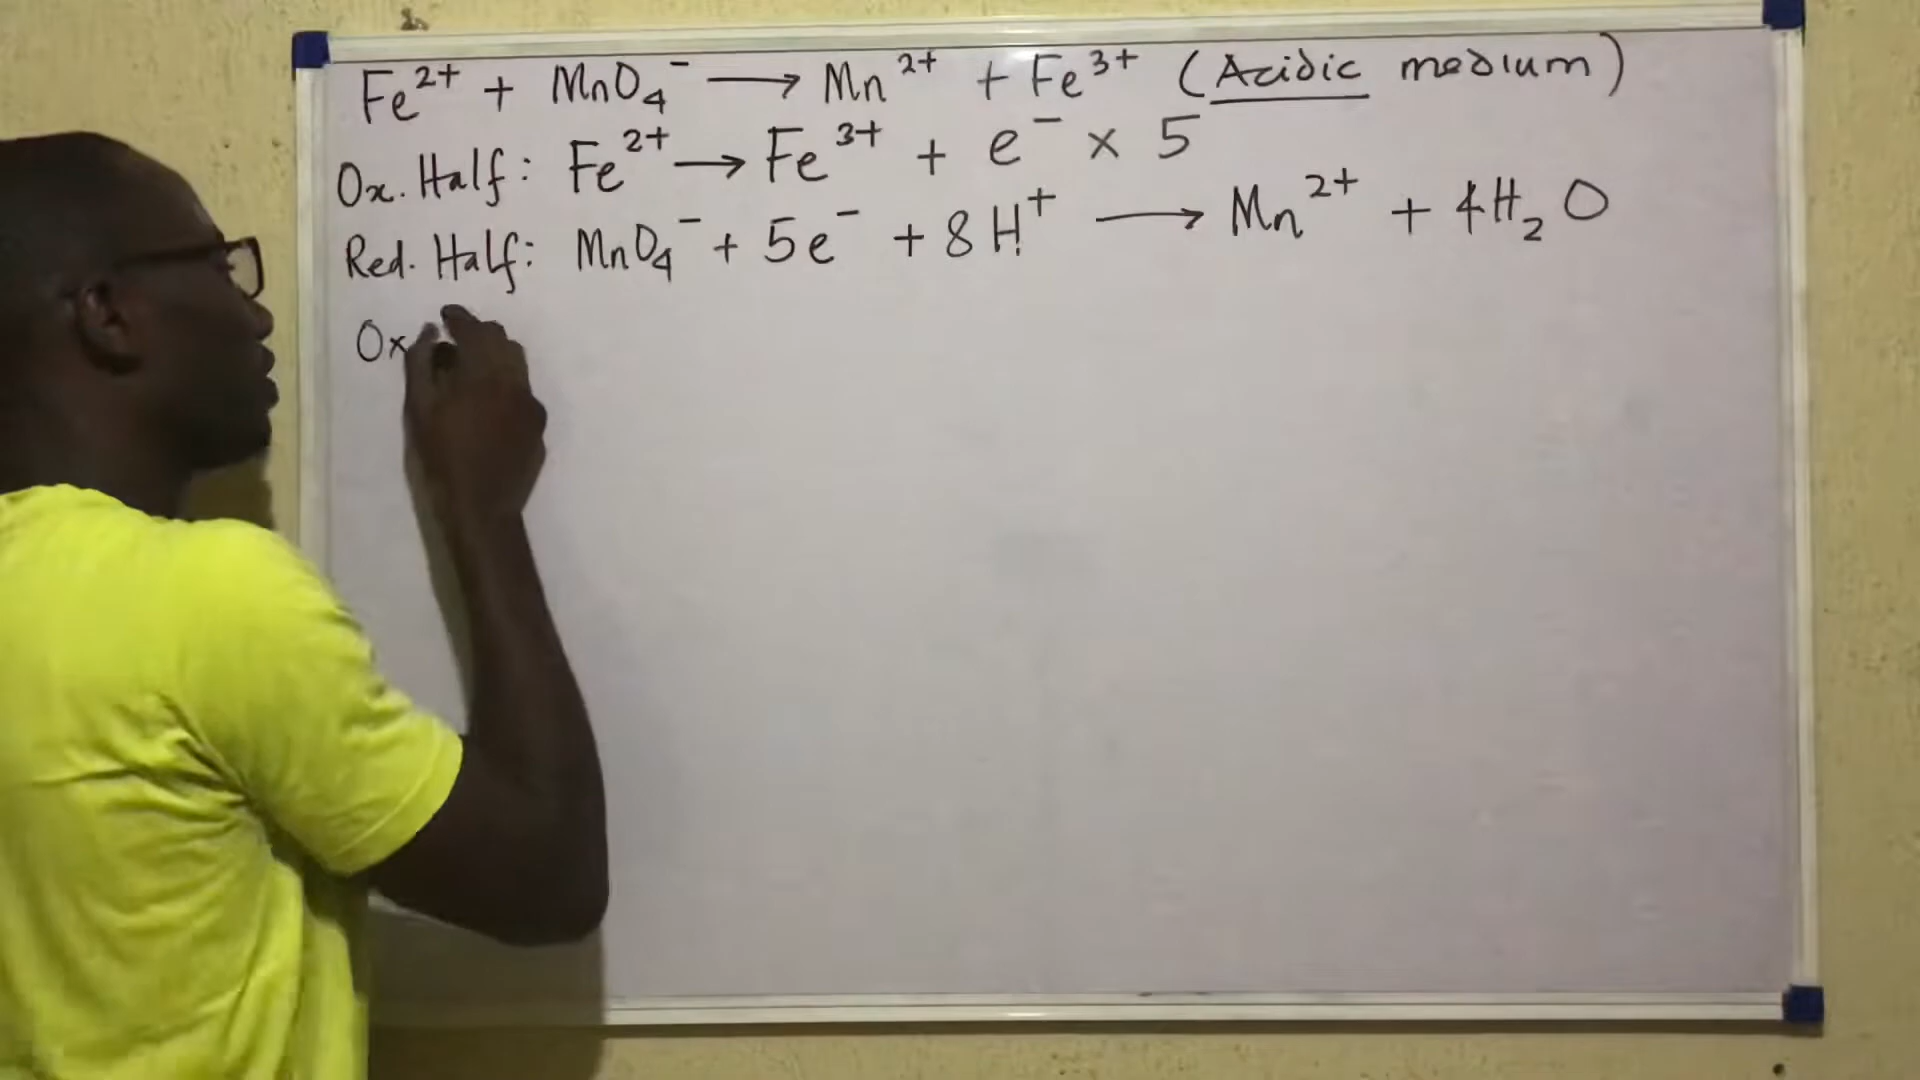 Fe²⁺ + MnO₄⁻ ⟶ Mn²⁺ + Fe³⁺ (Acidic medium)
Ox. Half: Fe²⁺ ⟶ Fe³⁺ + e⁻ × 5
Red. Half: MnO₄⁻ + 5e⁻ + 8H⁺ ⟶ Mn²⁺ + 4H₂O
Ox